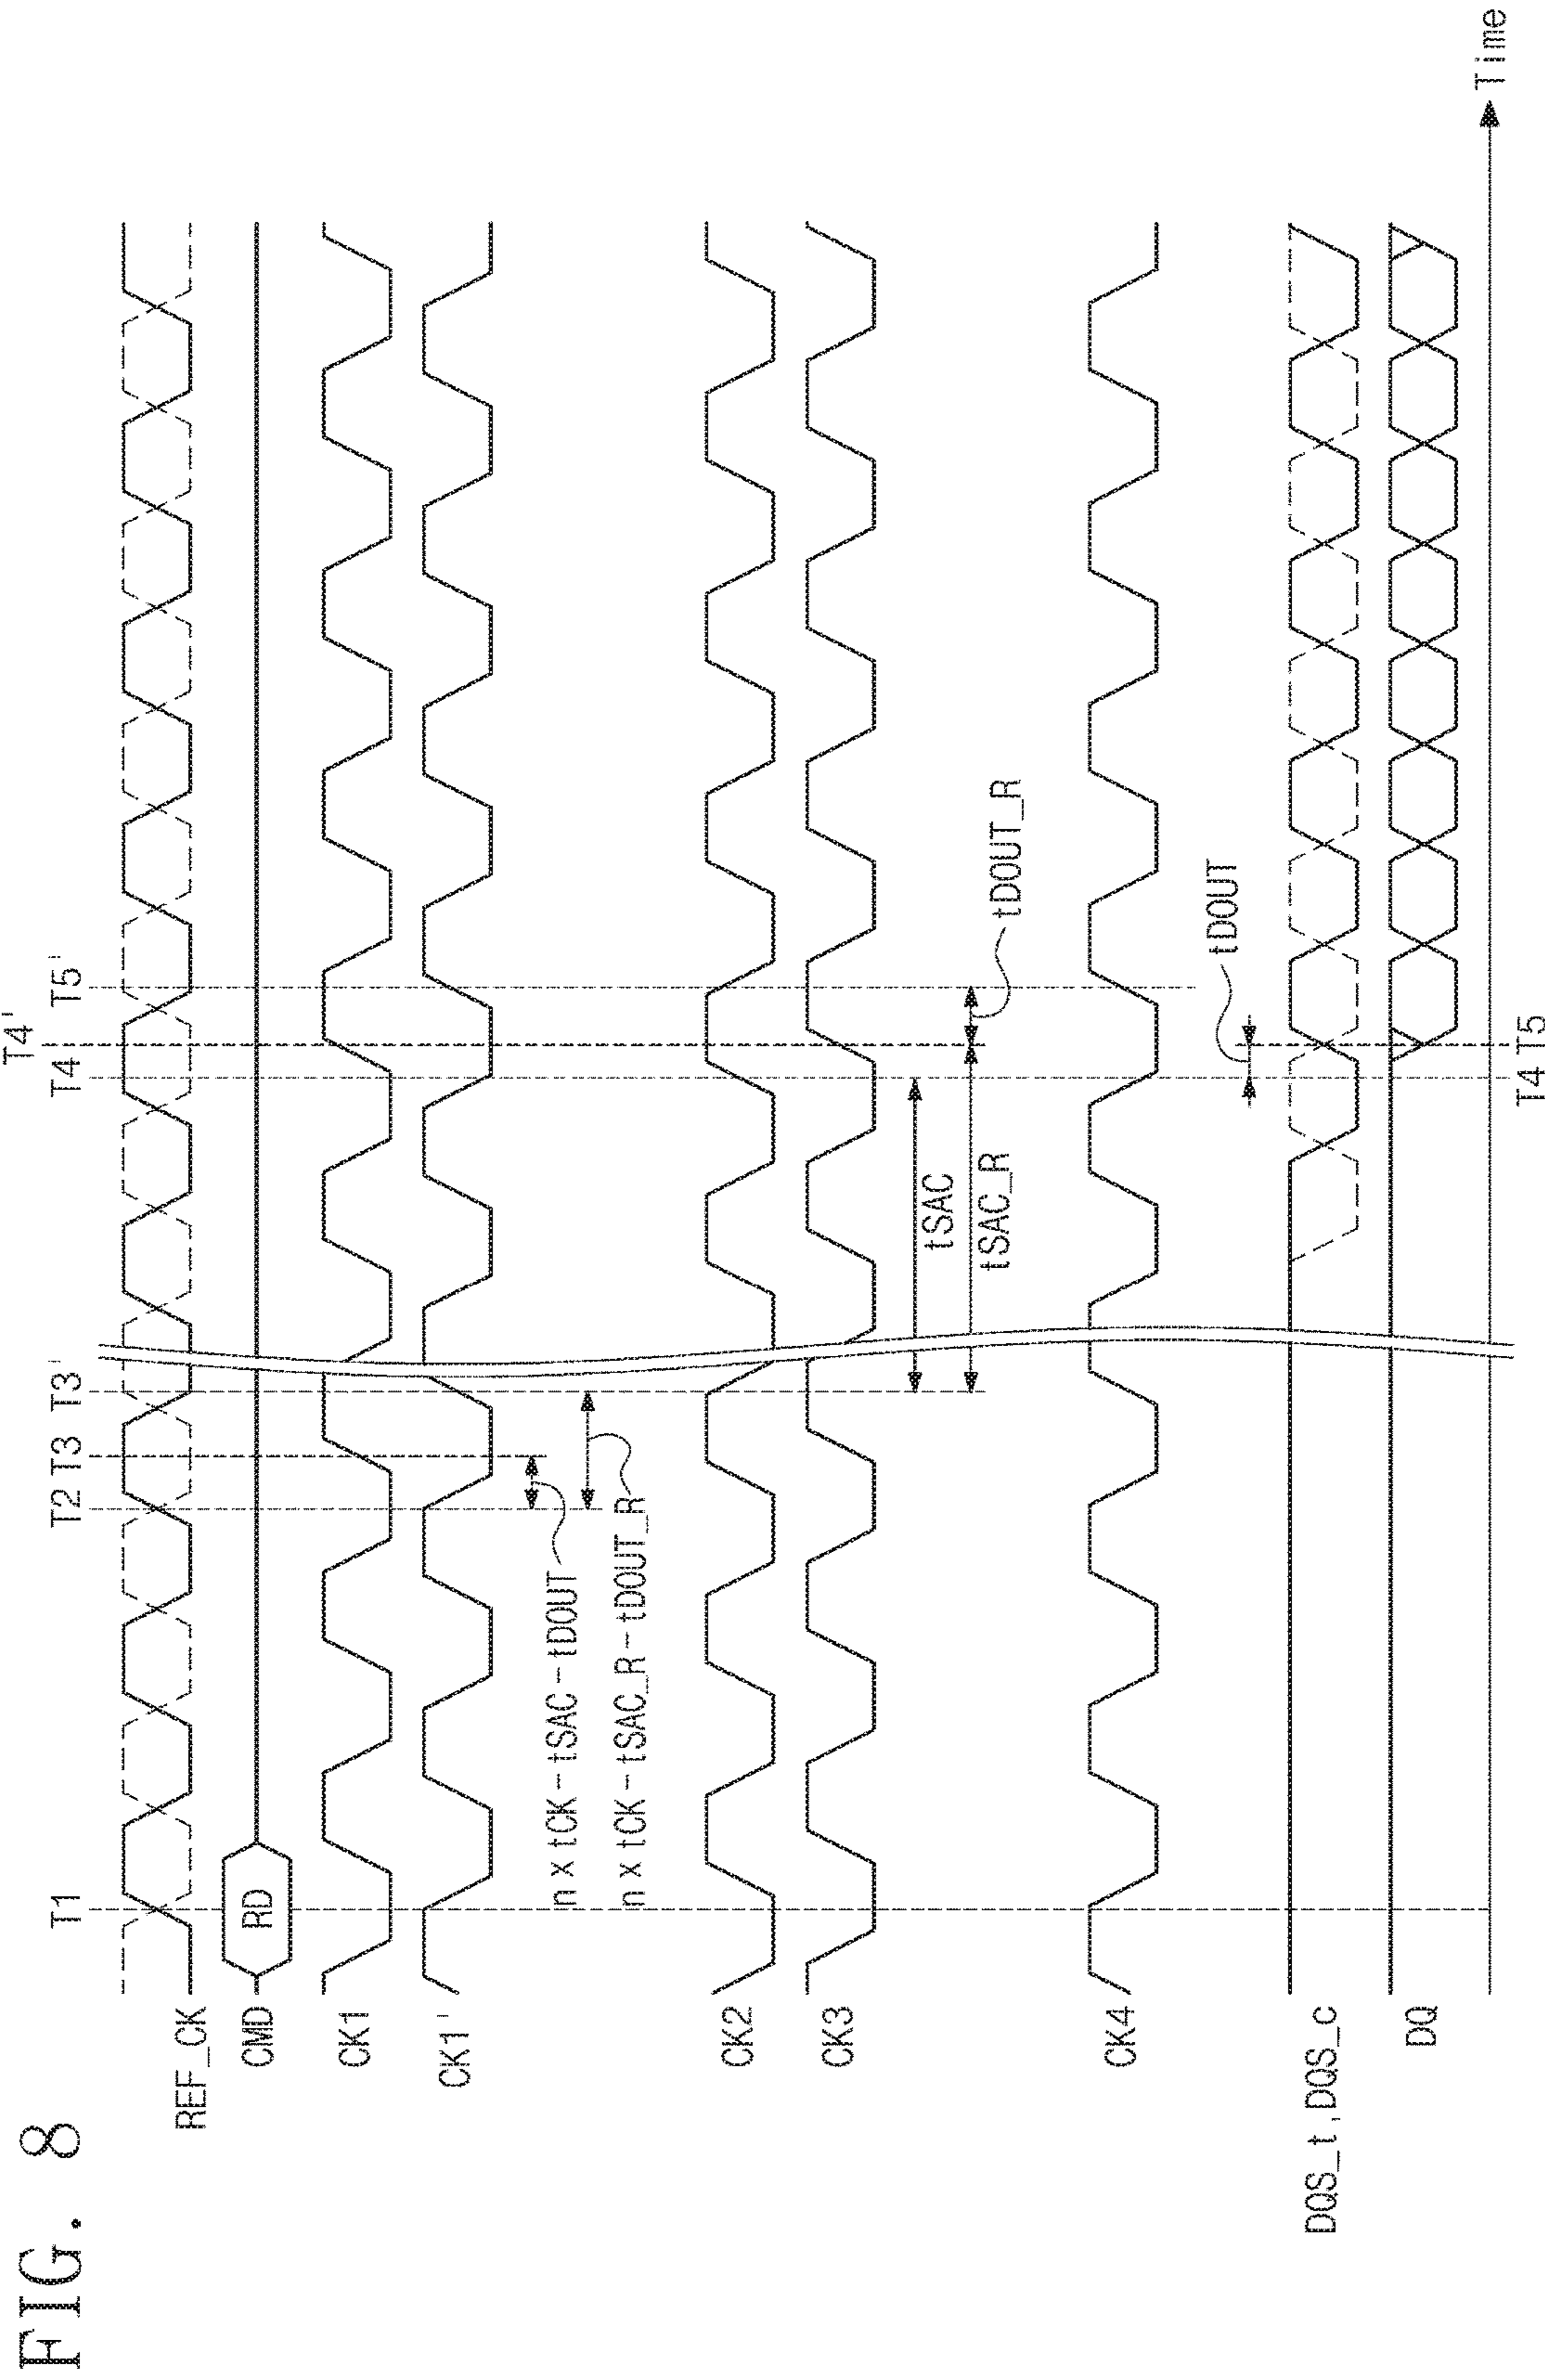 FIG. 8
T1
T2
T3
T3'
T4
T4'
T5'
REF_CK
CMD
RD
CK1
CK1'
n x tCK-tSAC-tDOUT
n x tCK-tSAC_R-tDOUT_R
CK2
CK3
tSAC
tSAC_R
tDOUT_R
CK4
tDOUT
DQS_t,DQS_c
DQ
T4
T5
Time